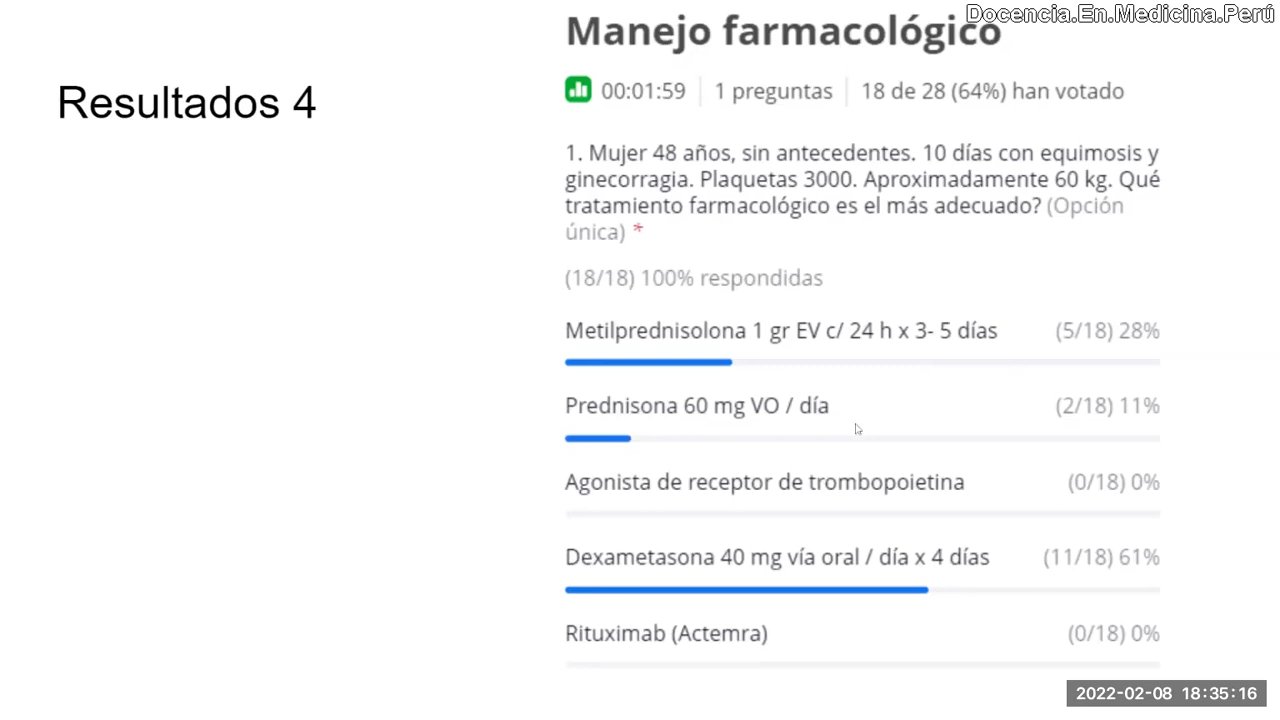 Docencia.En.Medicina.Perú
Manejo farmacológico
Resultados 4
00:01:59 1 preguntas 18 de 28 (64%) han votado
1. Mujer 48 años, sin antecedentes. 10 días con equimosis y
ginecorragia. Plaquetas 3000. Aproximadamente 60 kg. Qué
tratamiento farmacológico es el más adecuado? (Opción
única) *
(18/18) 100% respondidas
Metilprednisolona 1 gr EV c/ 24 h x 3- 5 días (5/18) 28%
Prednisona 60 mg VO / día (2/18) 11%
Agonista de receptor de trombopoietina (0/18) 0%
Dexametasona 40 mg vía oral / día x 4 días (11/18) 61%
Rituximab (Actemra) (0/18) 0%
2022-02-08 18:35:16